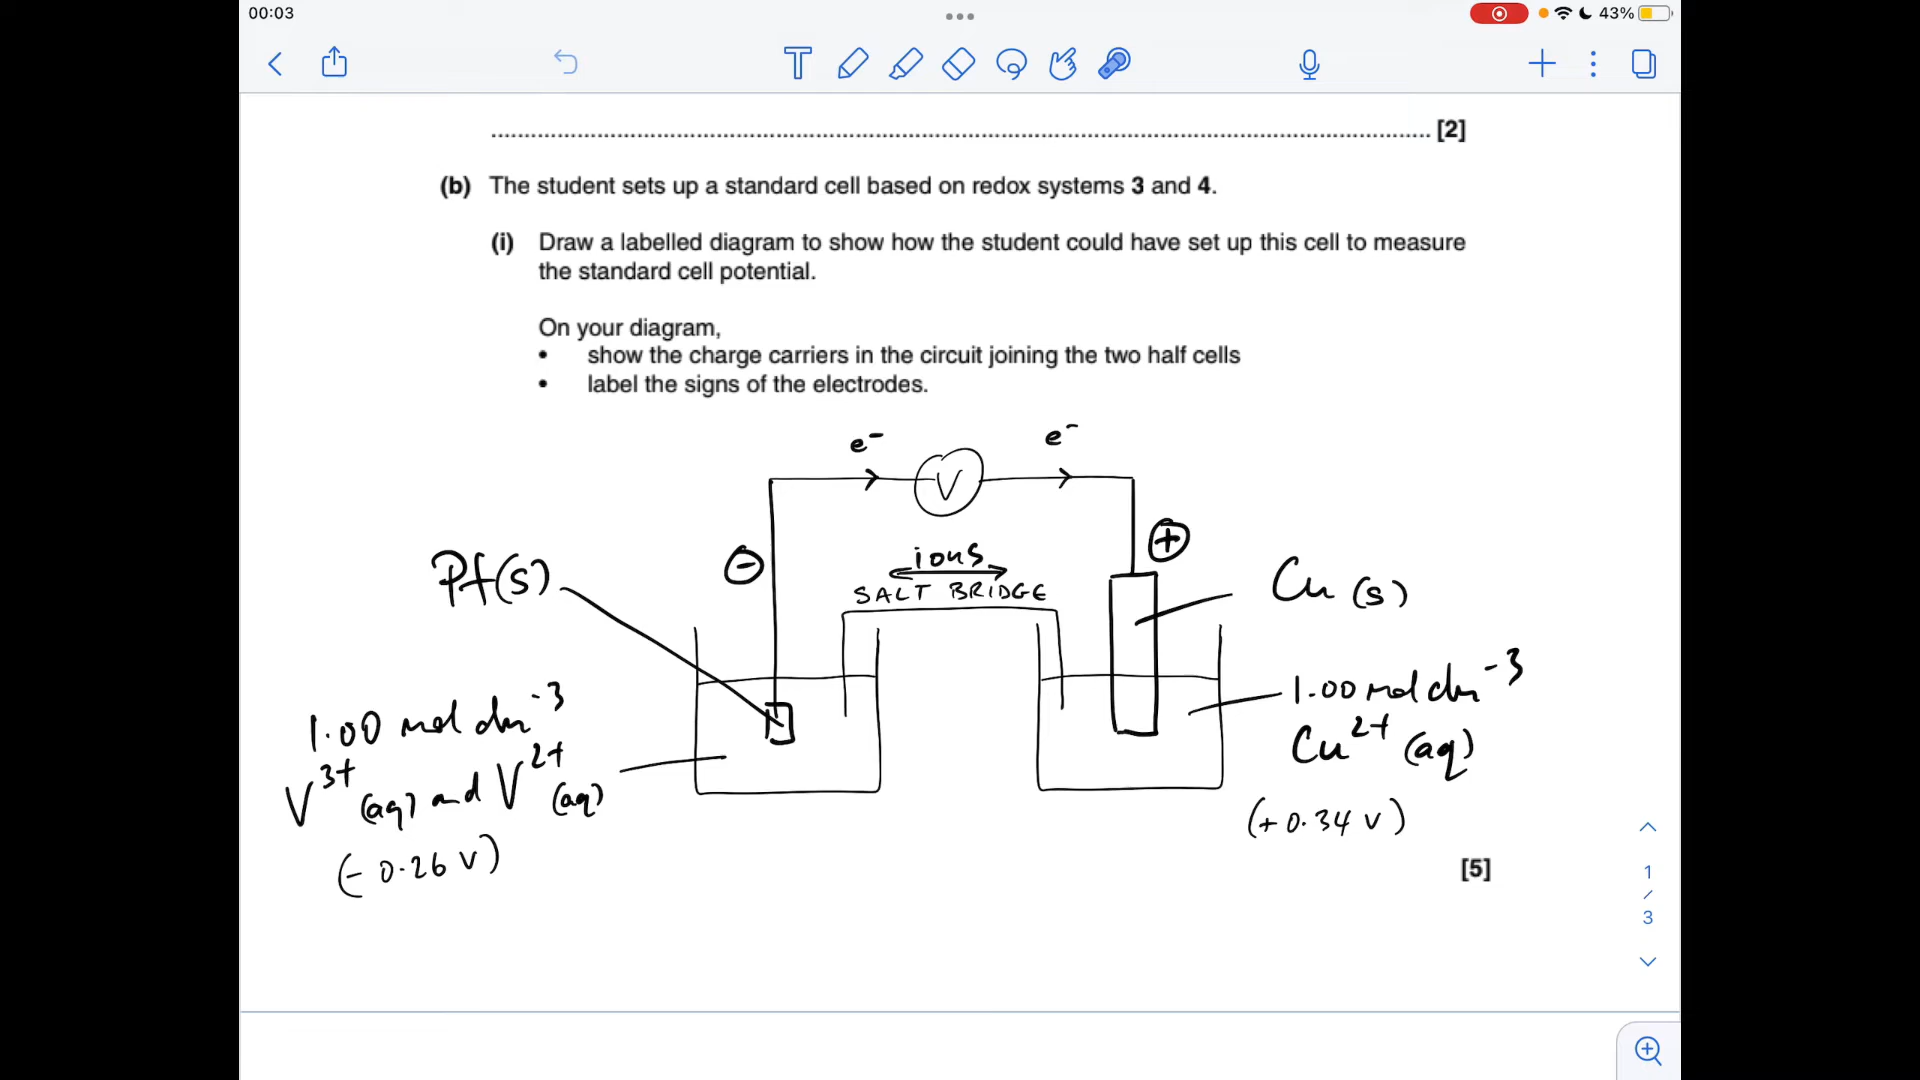 00:03
43%
T
[2]
(b) The student sets up a standard cell based on redox systems 3 and 4.
(i) Draw a labelled diagram to show how the student could have set up this cell to measure
the standard cell potential.
On your diagram,
• show the charge carriers in the circuit joining the two half cells
• label the signs of the electrodes.
e⁻
e⁻
V
+
-
ions
SALT BRIDGE
Pt(s)
Cu (s)
1.00 mol dm⁻³
Cu²⁺ (aq)
(+ 0.34 V)
1.00 mol dm⁻³
V³⁺ (aq) and V²⁺ (aq)
(- 0.26 V)
[5]
1
/
3